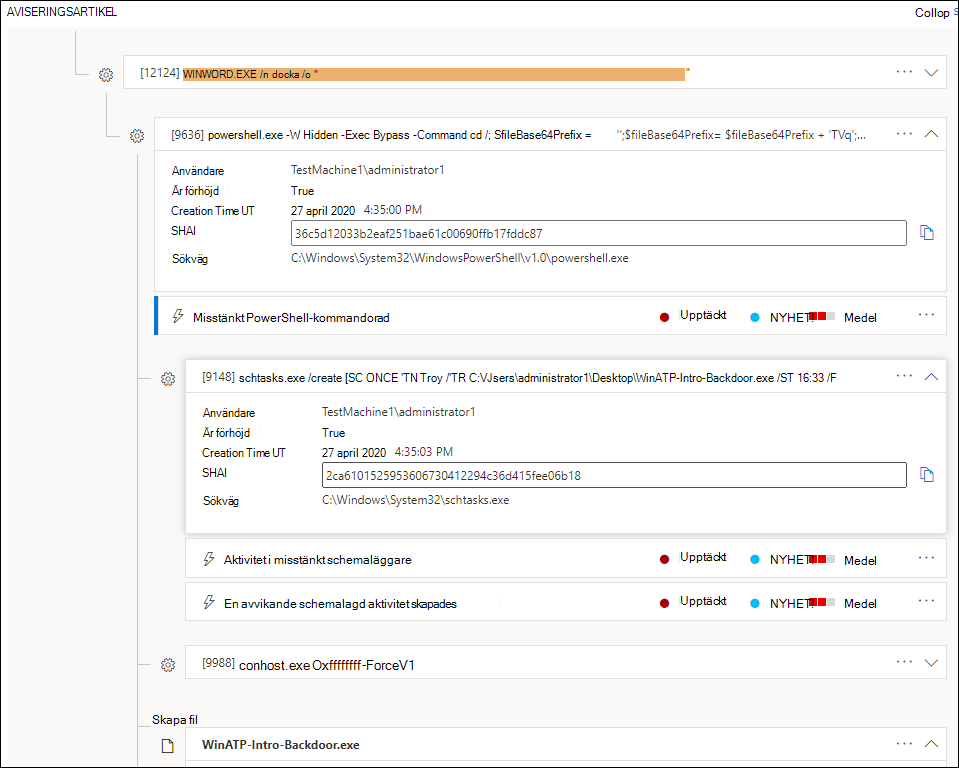 AVISERINGSARTIKEL
Collop s
[12124] WINWORD.EXE /n docka /o " "
[9636] powershell.exe -W Hidden -Exec Bypass -Command cd /; SfileBase64Prefix = '';$fileBase64Prefix= $fileBase64Prefix + 'TVq';...
Användare TestMachine1\administrator1
Är förhöjd True
Creation Time UT 27 april 2020 4:35:00 PM
SHAI 36c5d12033b2eaf251bae61c00690ffb17fddc87
Sökväg C:\Windows\System32\WindowsPowerShell\v1.0\powershell.exe
Misstänkt PowerShell-kommandorad Upptäckt NYHET! Medel
[9148] schtasks.exe /create [SC ONCE 'TN Troy /'TR C:\/Jsers\administrator1\Desktop\WinATP-Intro-Backdoor.exe /ST 16:33 /F
Användare TestMachine1\administrator1
Är förhöjd True
Creation Time UT 27 april 2020 4:35:03 PM
SHAI 2ca6101525953606730412294c36d415fee06b18
Sökväg C:\Windows\System32\schtasks.exe
Aktivitet i misstänkt schemaläggare Upptäckt NYHET! Medel
En avvikande schemalagd aktivitet skapades Upptäckt NYHET! Medel
[9988] conhost.exe Oxffffffff-ForceV1
Skapa fil
WinATP-Intro-Backdoor.exe